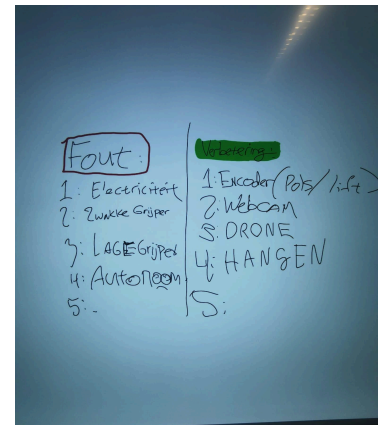 Fout:
1: Electriciteit
2: Zwakke Grijper
3: LAGE Grijper
4: Autonoom
5: -
Verbetering:
1: Encoder (Pols/lift)
2: Webcam
3: DRONE
4: HANGEN
5: